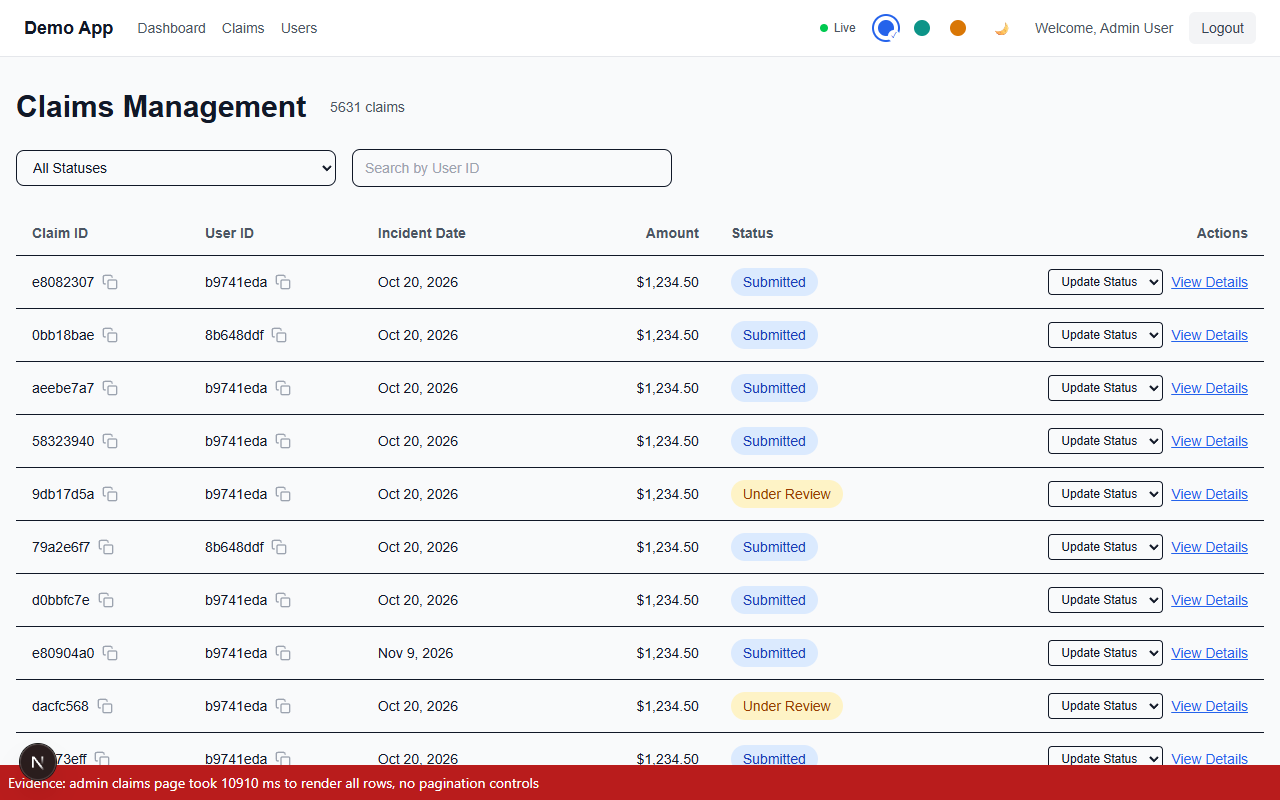 Demo App Dashboard Claims Users Live Welcome, Admin User Logout
Claims Management 5631 claims
All Statuses Search by User ID
Claim ID User ID Incident Date Amount Status Actions
e8082307 b9741eda Oct 20, 2026 $1,234.50 Submitted Update Status View Details
0bb18bae 8b648ddf Oct 20, 2026 $1,234.50 Submitted Update Status View Details
aeebe7a7 b9741eda Oct 20, 2026 $1,234.50 Submitted Update Status View Details
58323940 b9741eda Oct 20, 2026 $1,234.50 Submitted Update Status View Details
9db17d5a b9741eda Oct 20, 2026 $1,234.50 Under Review Update Status View Details
79a2e6f7 8b648ddf Oct 20, 2026 $1,234.50 Submitted Update Status View Details
d0bbfc7e b9741eda Oct 20, 2026 $1,234.50 Submitted Update Status View Details
e80904a0 b9741eda Nov 9, 2026 $1,234.50 Submitted Update Status View Details
dacfc568 b9741eda Oct 20, 2026 $1,234.50 Under Review Update Status View Details
N 73eff b9741eda Oct 20, 2026 $1,234.50 Submitted Update Status View Details
Evidence: admin claims page took 10910 ms to render all rows, no pagination controls